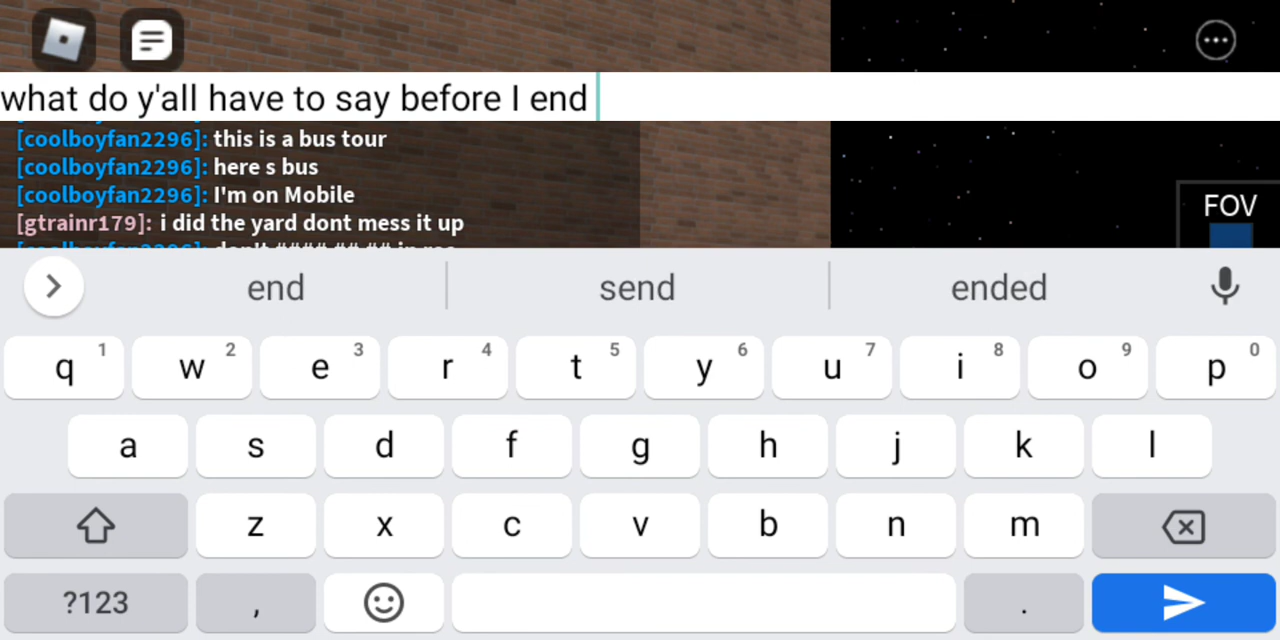 what do y'all have to say before I end
[coolboyfan2296]: this is a bus tour
[coolboyfan2296]: here s bus
[coolboyfan2296]: I'm on Mobile
[gtrainr179]: i did the yard dont mess it up
FOV
end send ended
q 1 w 2 e 3 r 4 t 5 y 6 u 7 i 8 o 9 p 0
a s d f g h j k l
z x c v b n m
?123 , .